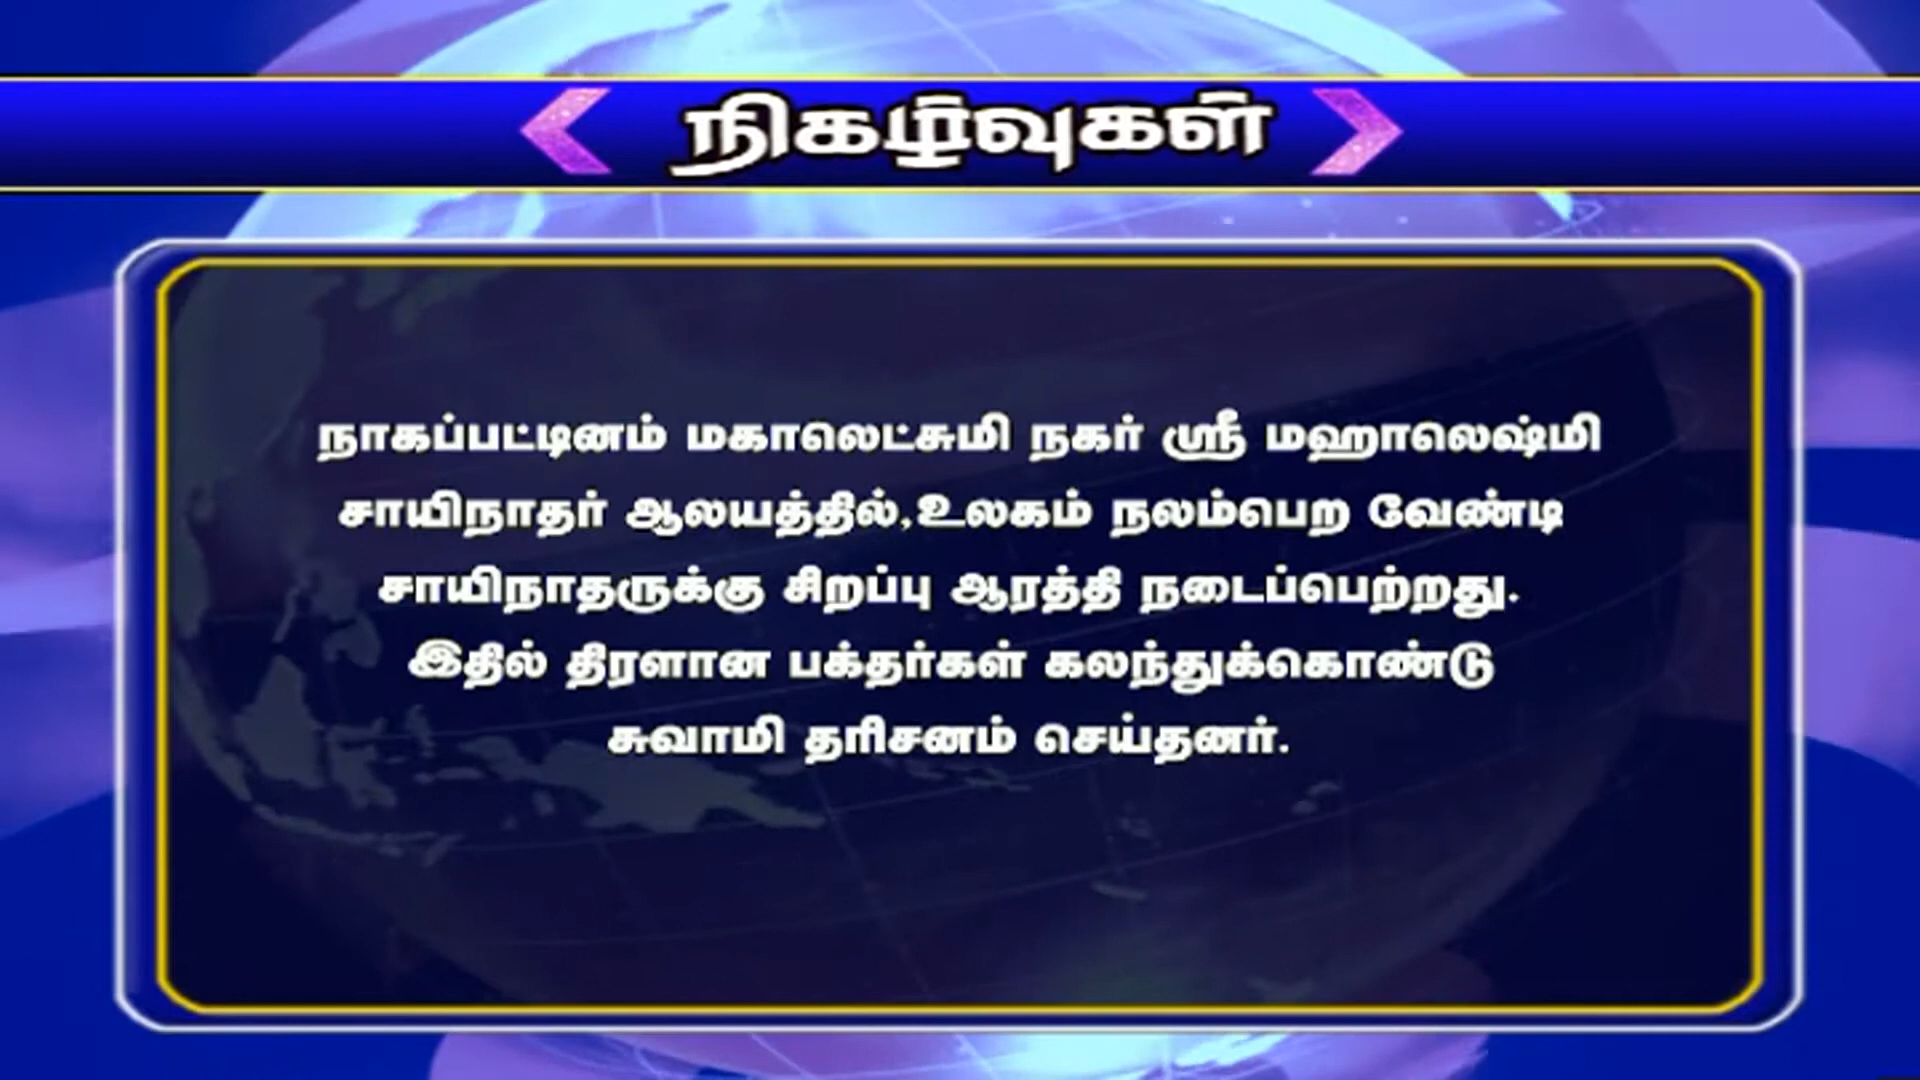 நிகழ்வுகள்
நாகப்பட்டினம் மகாலெட்சுமி நகர் ஸ்ரீ மஹாலெஷ்மி
சாயிநாதர் ஆலயத்தில்,உலகம் நலம்பெற வேண்டி
சாயிநாதருக்கு சிறப்பு ஆரத்தி நடைப்பெற்றது.
இதில் திரளான பக்தர்கள் கலந்துக்கொண்டு
சுவாமி தரிசனம் செய்தனர்.